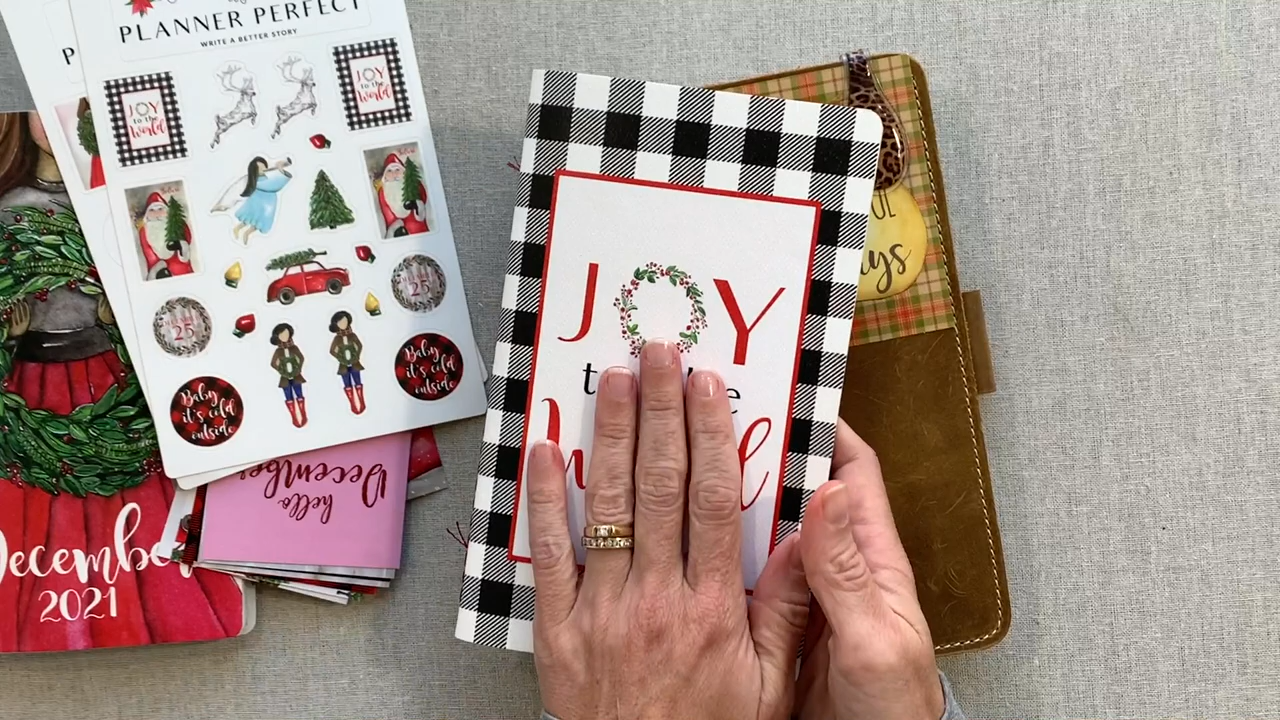 PLANNER PERFECT
WRITE A BETTER STORY
P
JOY
to the
World
JOY
to the
World
25
25
Baby
it's cold
outside
Baby
it's cold
outside
hello
December
December
2021
JOY
ys